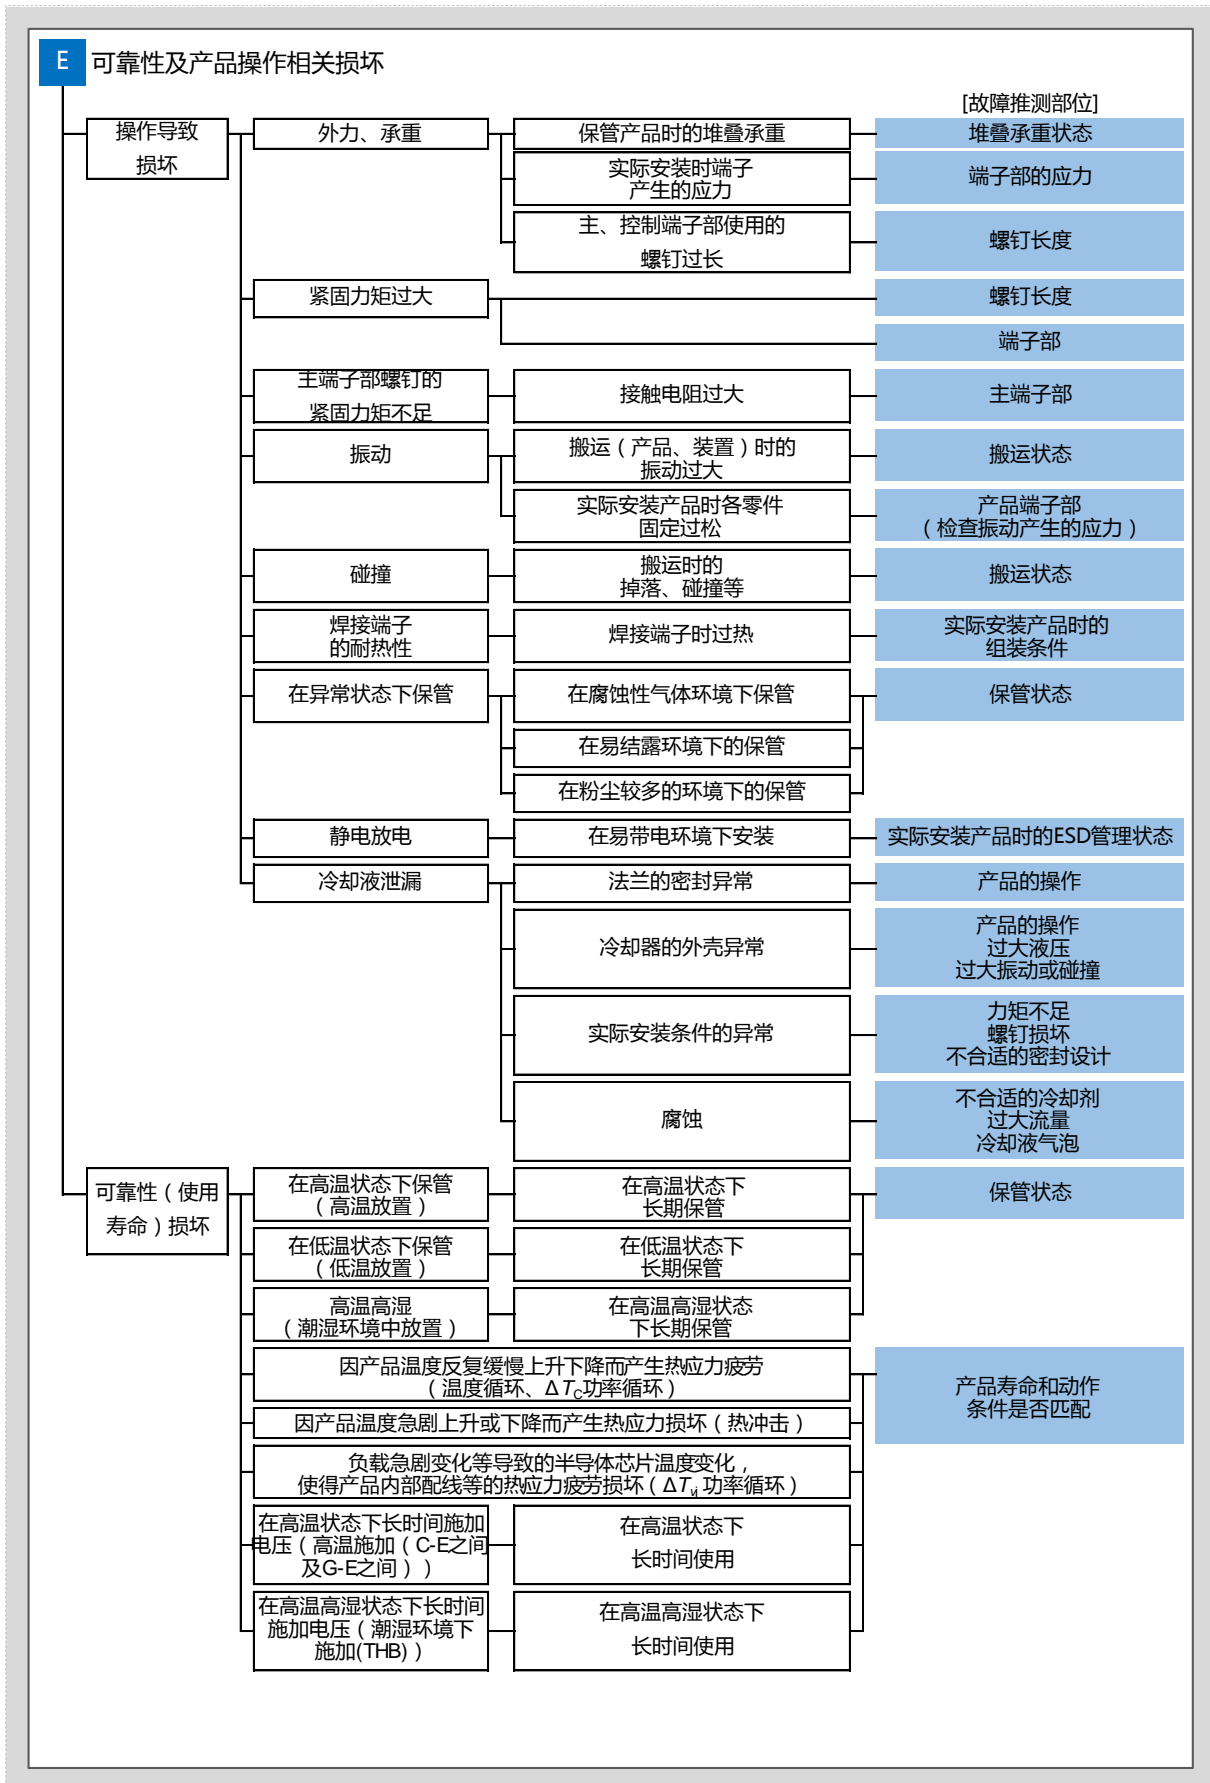 E 可靠性及产品操作相关损坏
[故障推测部位]
操作导致
损坏
外力、承重
保管产品时的堆叠承重
堆叠承重状态
实际安装时端子
产生的应力
端子部的应力
主、控制端子部使用的
螺钉过长
螺钉长度
紧固力矩过大
螺钉长度
端子部
主端子部螺钉的
紧固力矩不足
接触电阻过大
主端子部
振动
搬运（产品、装置）时的
振动过大
搬运状态
实际安装产品时各零件
固定过松
产品端子部
（检查振动产生的应力）
碰撞
搬运时的
掉落、碰撞等
搬运状态
焊接端子
的耐热性
焊接端子时过热
实际安装产品时的
组装条件
在异常状态下保管
在腐蚀性气体环境下保管
保管状态
在易结露环境下的保管
在粉尘较多的环境下的保管
静电放电
在易带电环境下安装
实际安装产品时的ESD管理状态
冷却液泄漏
法兰的密封异常
产品的操作
冷却器的外壳异常
产品的操作
过大液压
过大振动或碰撞
实际安装条件的异常
力矩不足
螺钉损坏
不合适的密封设计
腐蚀
不合适的冷却剂
过大流量
冷却液气泡
可靠性（使用
寿命）损坏
在高温状态下保管
（高温放置）
在高温状态下
长期保管
保管状态
在低温状态下保管
（低温放置）
在低温状态下
长期保管
高温高湿
（潮湿环境中放置）
在高温高湿状态
下长期保管
因产品温度反复缓慢上升下降而产生热应力疲劳
（温度循环、ΔTC功率循环）
产品寿命和动作
条件是否匹配
因产品温度急剧上升或下降而产生热应力损坏（热冲击）
负载急剧变化等导致的半导体芯片温度变化，
使得产品内部配线等的热应力疲劳损坏（ΔTvj 功率循环）
在高温状态下长时间施加
电压（高温施加（C-E之间
及G-E之间））
在高温状态下
长时间使用
在高温高湿状态下长时间
施加电压（潮湿环境下
施加(THB)）
在高温高湿状态下
长时间使用